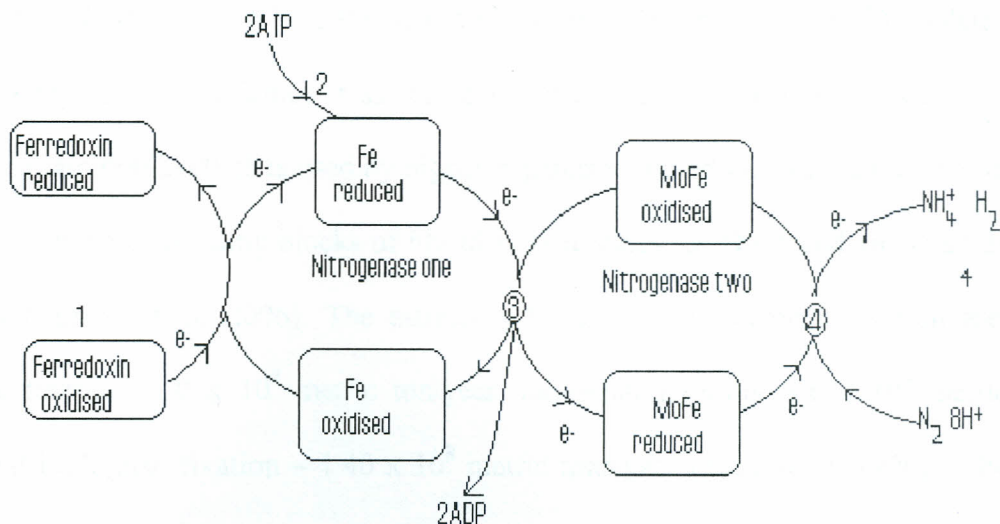 2ATP
2
Ferredoxin
reduced
e-
Fe
reduced
e-
MoFe
oxidised
e-
NH4+ H2
Nitrogenase one
Nitrogenase two
4
1
3
4
e-
Ferredoxin
oxidised
Fe
oxidised
e-
MoFe
reduced
e-
N2 8H+
2ADP